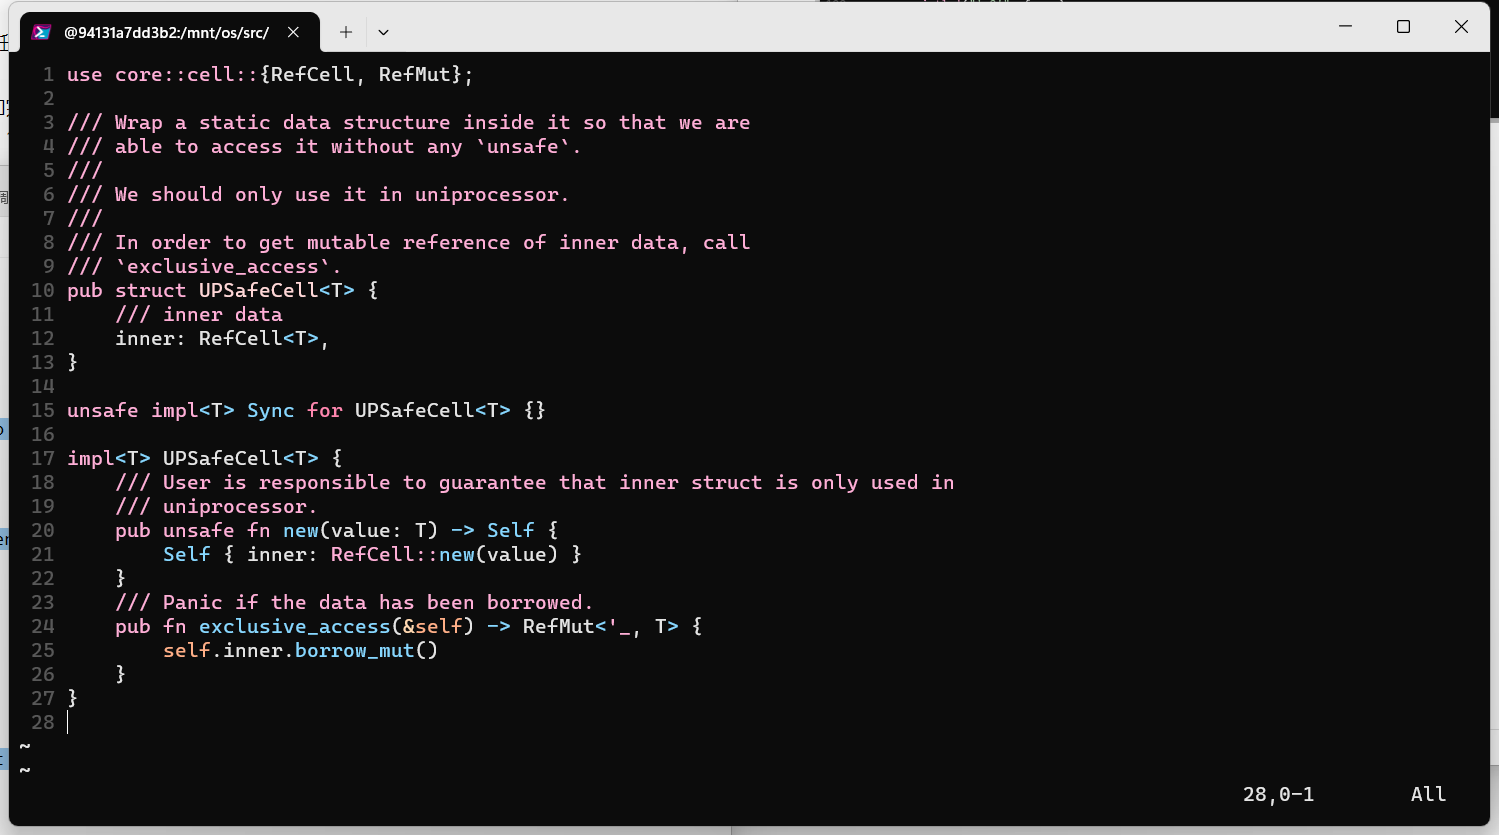 @94131a7dd3b2:/mnt/os/src/
1 use core::cell::{RefCell, RefMut};
2
3 /// Wrap a static data structure inside it so that we are
4 /// able to access it without any `unsafe`.
5 ///
6 /// We should only use it in uniprocessor.
7 ///
8 /// In order to get mutable reference of inner data, call
9 /// `exclusive_access`.
10 pub struct UPSafeCell<T> {
11     /// inner data
12     inner: RefCell<T>,
13 }
14
15 unsafe impl<T> Sync for UPSafeCell<T> {}
16
17 impl<T> UPSafeCell<T> {
18     /// User is responsible to guarantee that inner struct is only used in
19     /// uniprocessor.
20     pub unsafe fn new(value: T) -> Self {
21         Self { inner: RefCell::new(value) }
22     }
23     /// Panic if the data has been borrowed.
24     pub fn exclusive_access(&self) -> RefMut<'_, T> {
25         self.inner.borrow_mut()
26     }
27 }
28
~
~
28,0-1 All